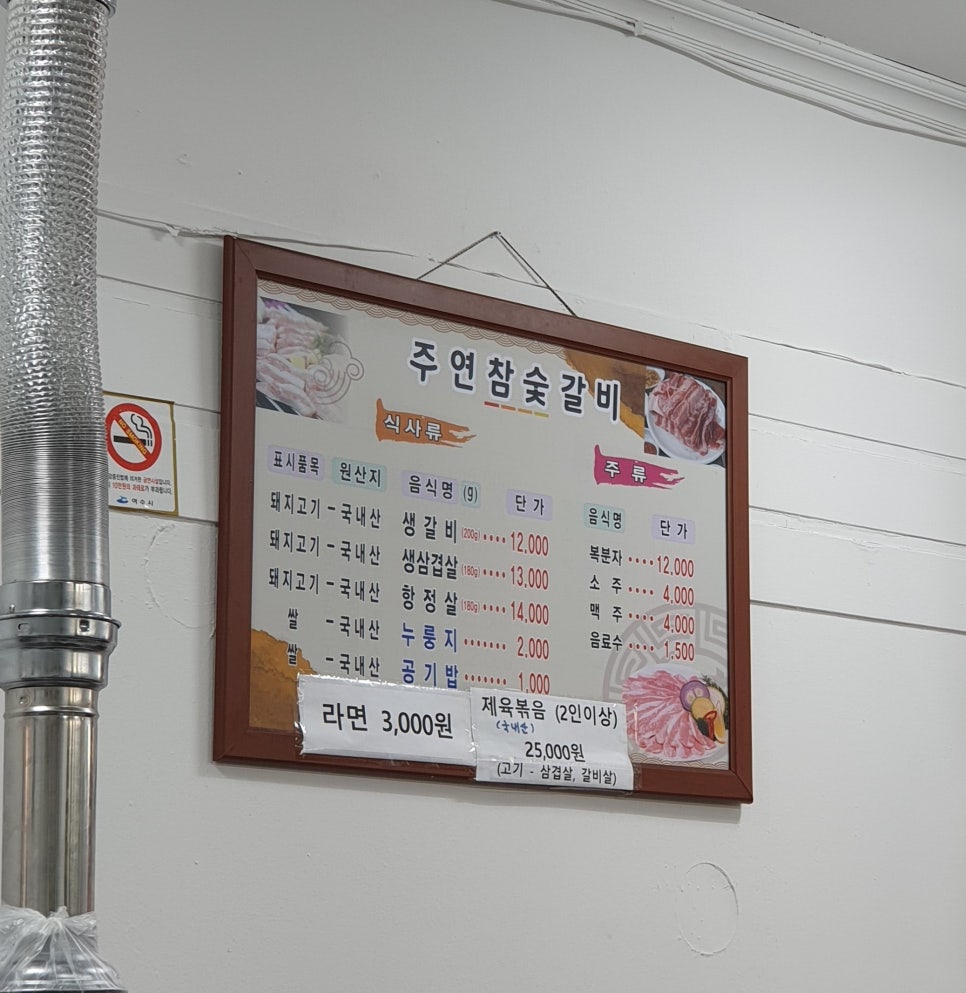 주연참숯갈비
식사류
표시품목 원산지 음식명 (g) 단가
돼지고기 - 국내산 생갈비 (200g) •••• 12,000
돼지고기 - 국내산 생삼겹살 (180g) •••• 13,000
돼지고기 - 국내산 항정살 (180g) •••• 14,000
쌀 - 국내산 누룽지 ••••••• 2,000
쌀 - 국내산 공기밥 ••••••• 1,000
주류
음식명 단가
복분자 •••• 12,000
소주 •••• 4,000
맥주 •••• 4,000
음료수 •••• 1,500
라면 3,000원
제육볶음 (2인이상)
(국내산)
25,000원
(고기 - 삼겹살, 갈비살)
NO SMOKING
여수시